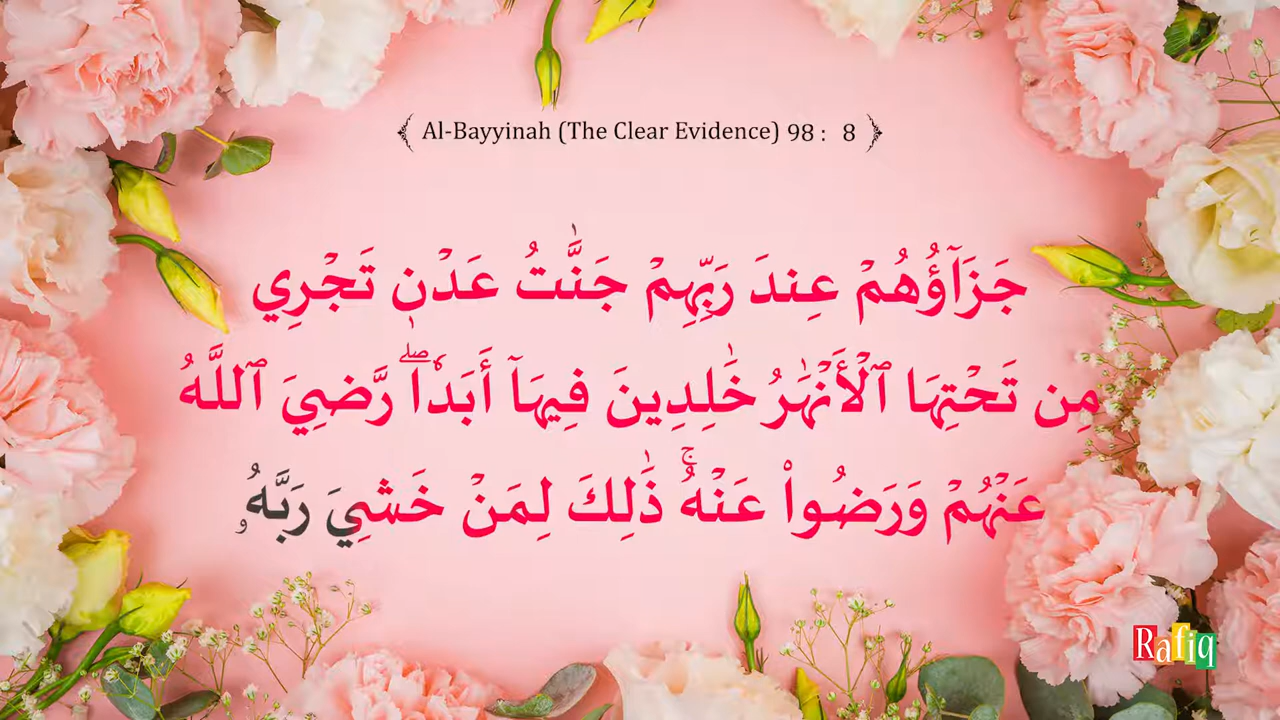 Al-Bayyinah (The Clear Evidence) 98 : 8
جَزَآؤُهُمْ عِندَ رَبِّهِمْ جَنَّٰتُ عَدْنٍ تَجْرِي
مِن تَحْتِهَا ٱلْأَنْهَٰرُ خَٰلِدِينَ فِيهَآ أَبَدًاۖ رَّضِيَ ٱللَّهُ
عَنْهُمْ وَرَضُوا۟ عَنْهُۚ ذَٰلِكَ لِمَنْ خَشِيَ رَبَّهُۥ
Rafiq